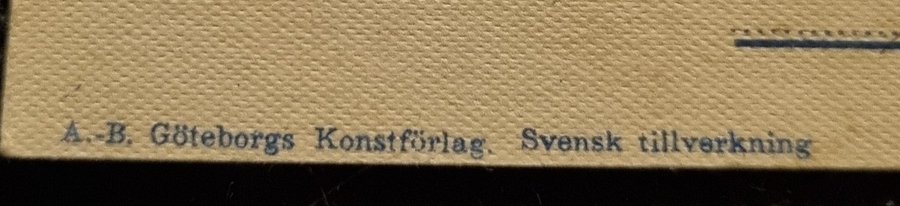 A.-B. Göteborgs Konstförlag. Svensk tillverkning